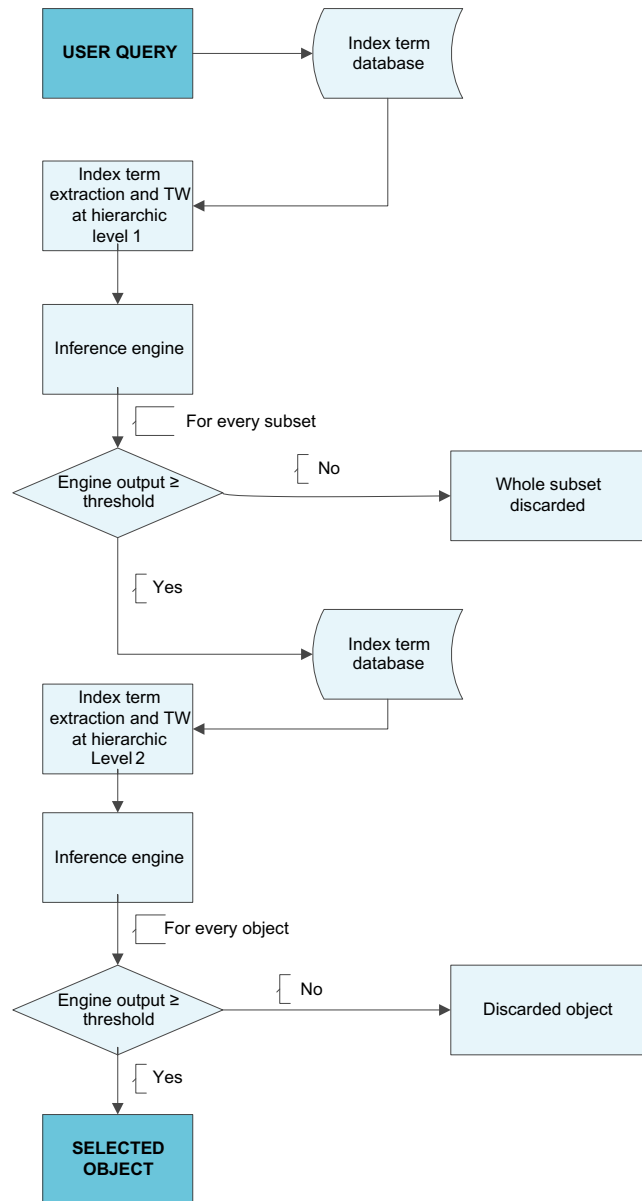 USER QUERY
Index term
database
Index term
extraction and TW
at hierarchic
level 1
Inference engine
For every subset
Engine output ≥
threshold
No
Whole subset
discarded
Yes
Index term
database
Index term
extraction and TW
at hierarchic
Level 2
Inference engine
For every object
Engine output ≥
threshold
No
Discarded object
Yes
SELECTED
OBJECT